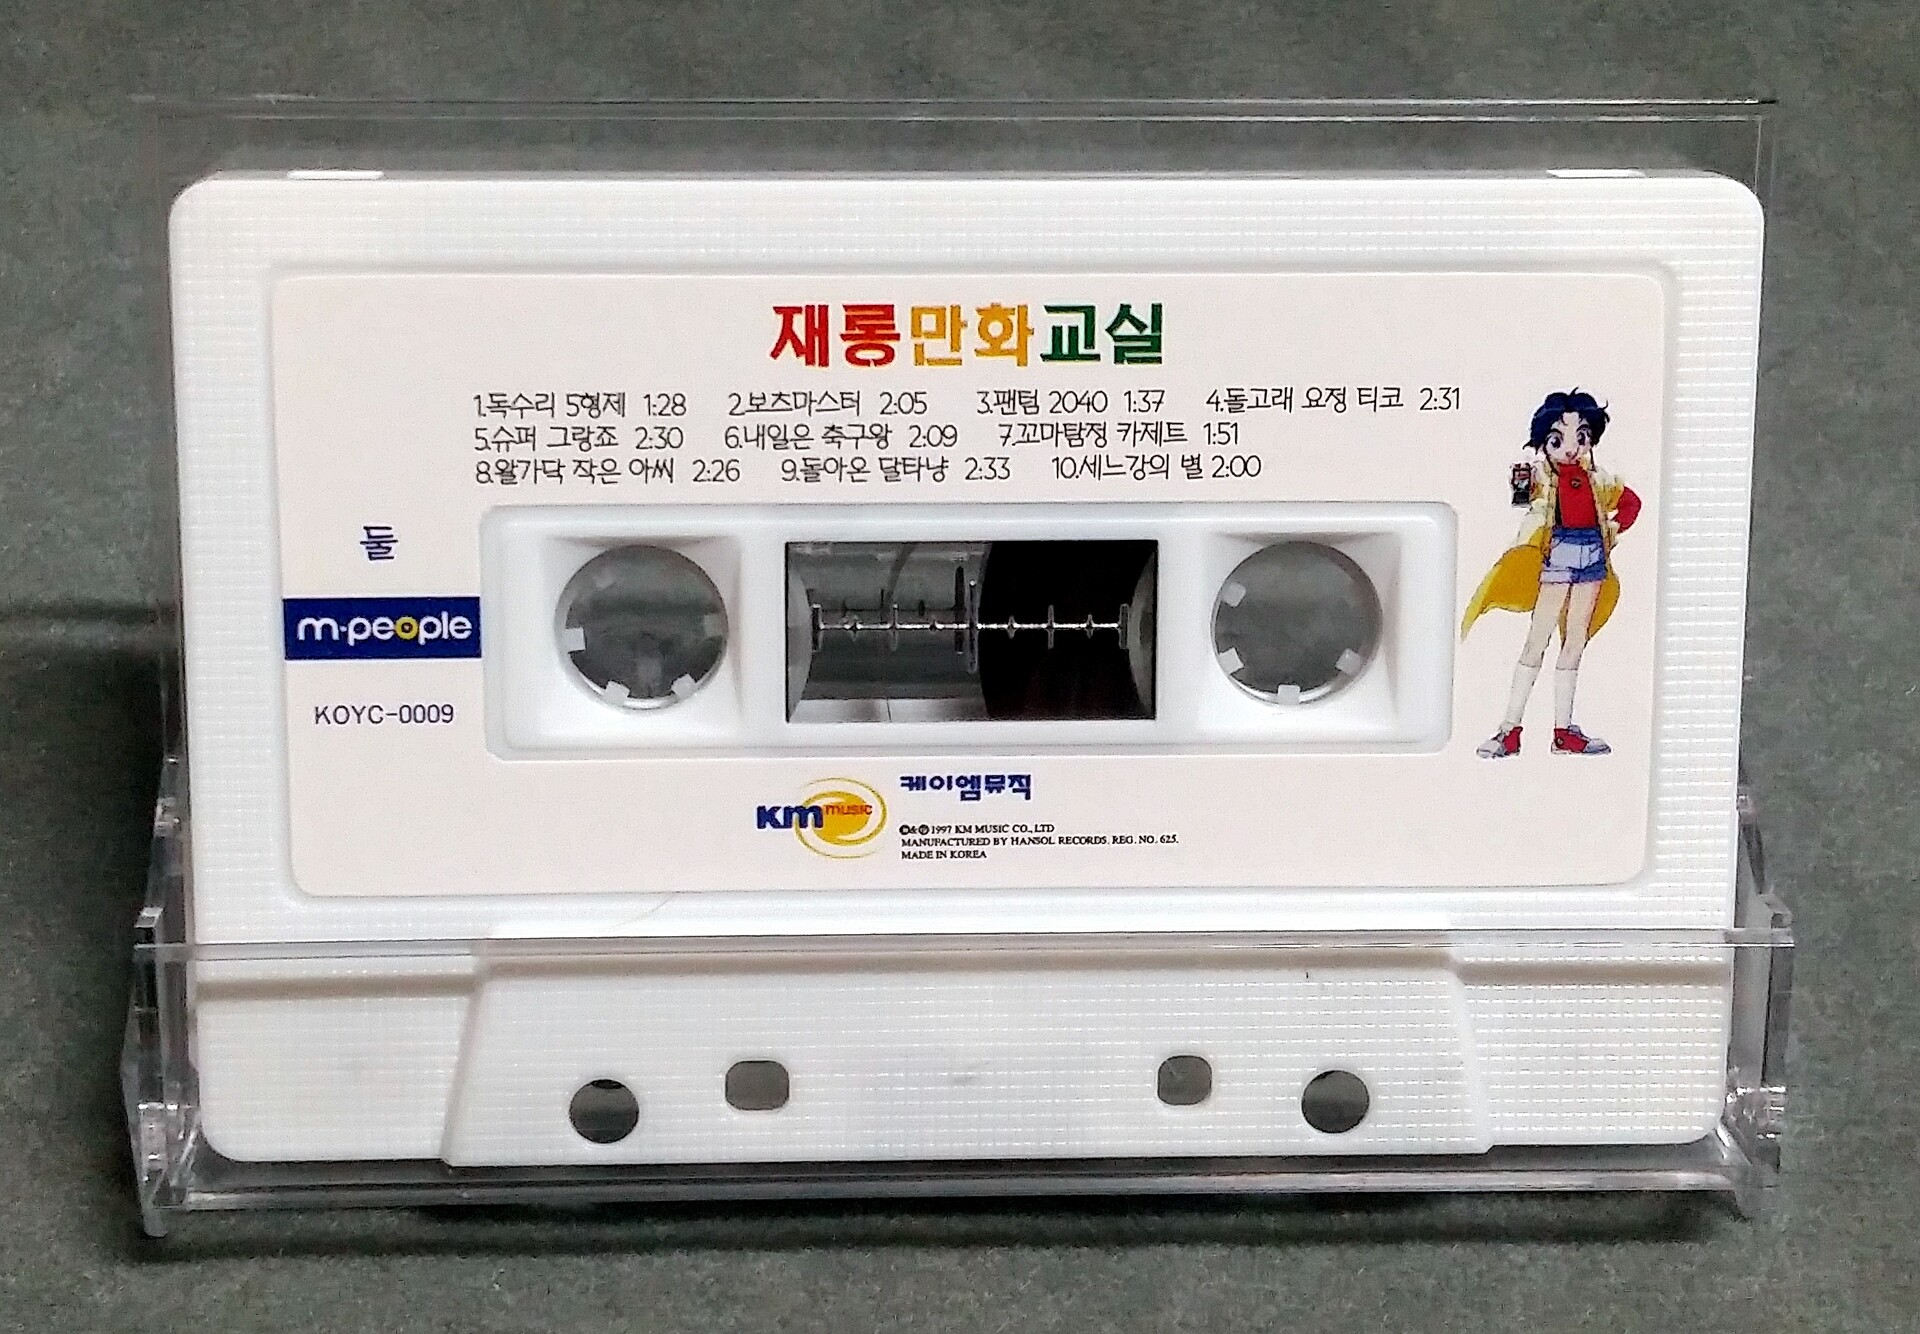 재롱만화교실
1.독수리 5형제 1:28 2.보츠마스터 2:05 3.팬텀 2040 1:37 4.돌고래 요정 티코 2:31
5.슈퍼 그랑죠 2:30 6.내일은 축구왕 2:09 7.꼬마탐정 카제트 1:51
8.왈가닥 작은 아씨 2:26 9.돌아온 달타냥 2:33 10.세느강의 별 2:00
둘
m·people
KOYC-0009
KM music
케이엠뮤직
©&℗ 1997 KM MUSIC CO., LTD
MANUFACTURED BY HANSOL RECORDS. REG. NO. 625.
MADE IN KOREA